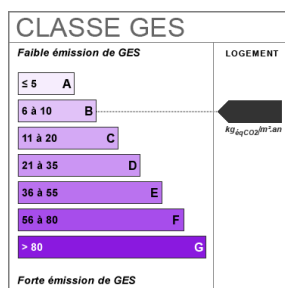 CLASSE GES
Faible émission de GES
LOGEMENT
≤ 5 A
6 à 10 B
11 à 20 C
21 à 35 D
36 à 55 E
56 à 80 F
> 80 G
kgéqCO2/m².an
Forte émission de GES